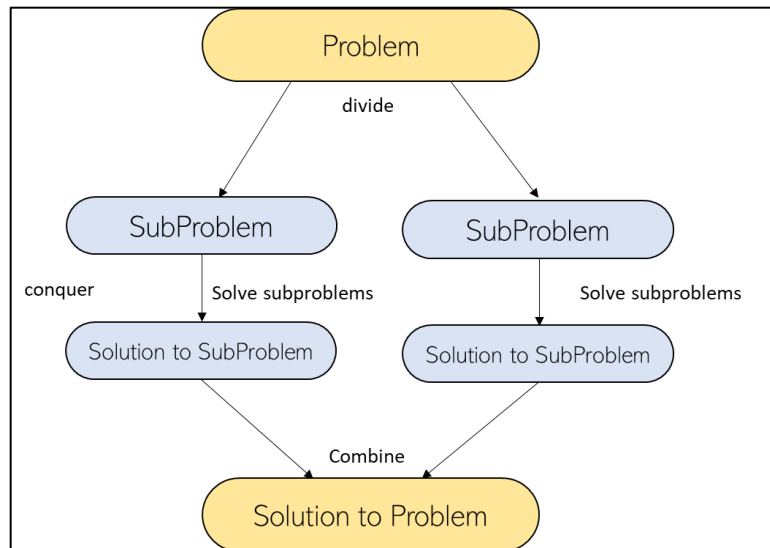 Problem
divide
SubProblem
SubProblem
conquer
Solve subproblems
Solve subproblems
Solution to SubProblem
Solution to SubProblem
Combine
Solution to Problem